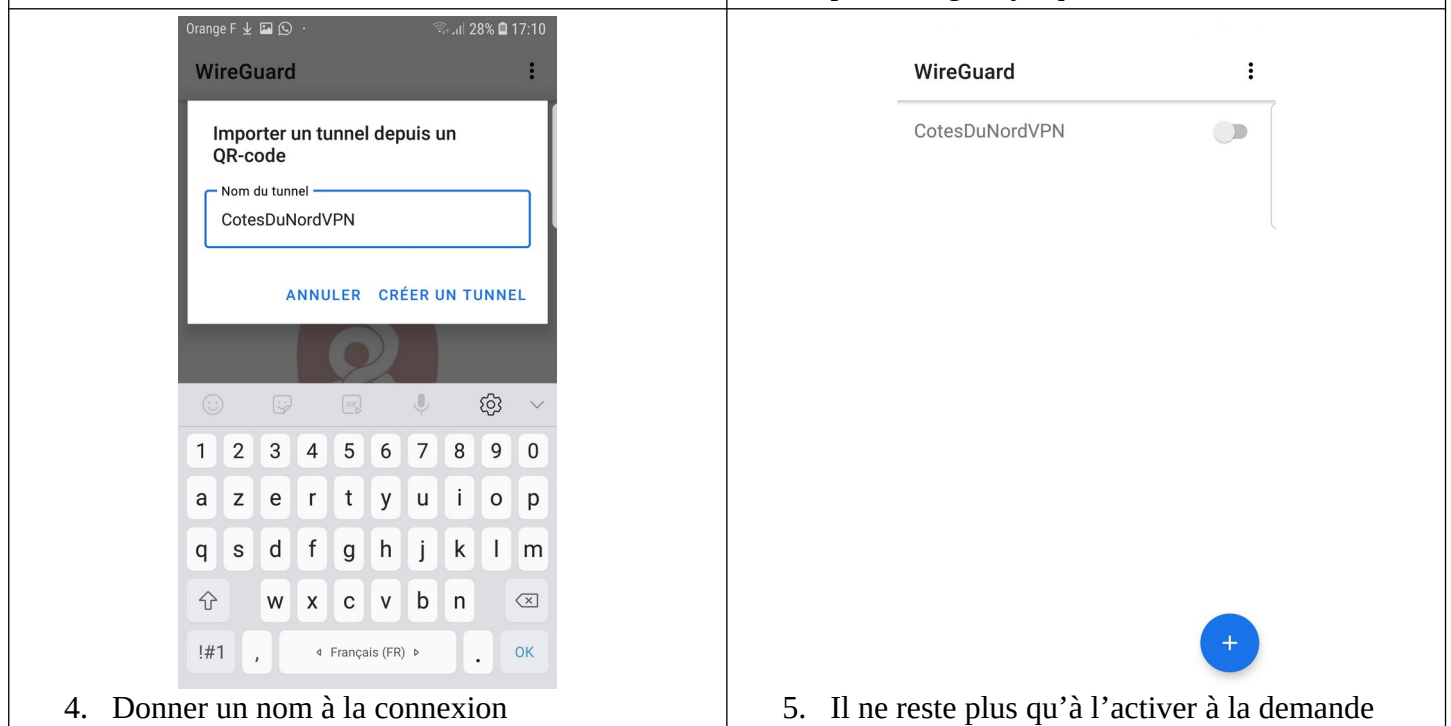 Orange F 28% 17:10
WireGuard
Importer un tunnel depuis un
QR-code
Nom du tunnel
CotesDuNordVPN
ANNULER CRÉER UN TUNNEL
1 2 3 4 5 6 7 8 9 0
a z e r t y u i o p
q s d f g h j k l m
w x c v b n
!#1 , Français (FR) . OK
4. Donner un nom à la connexion
WireGuard
CotesDuNordVPN
+
5. Il ne reste plus qu’à l’activer à la demande